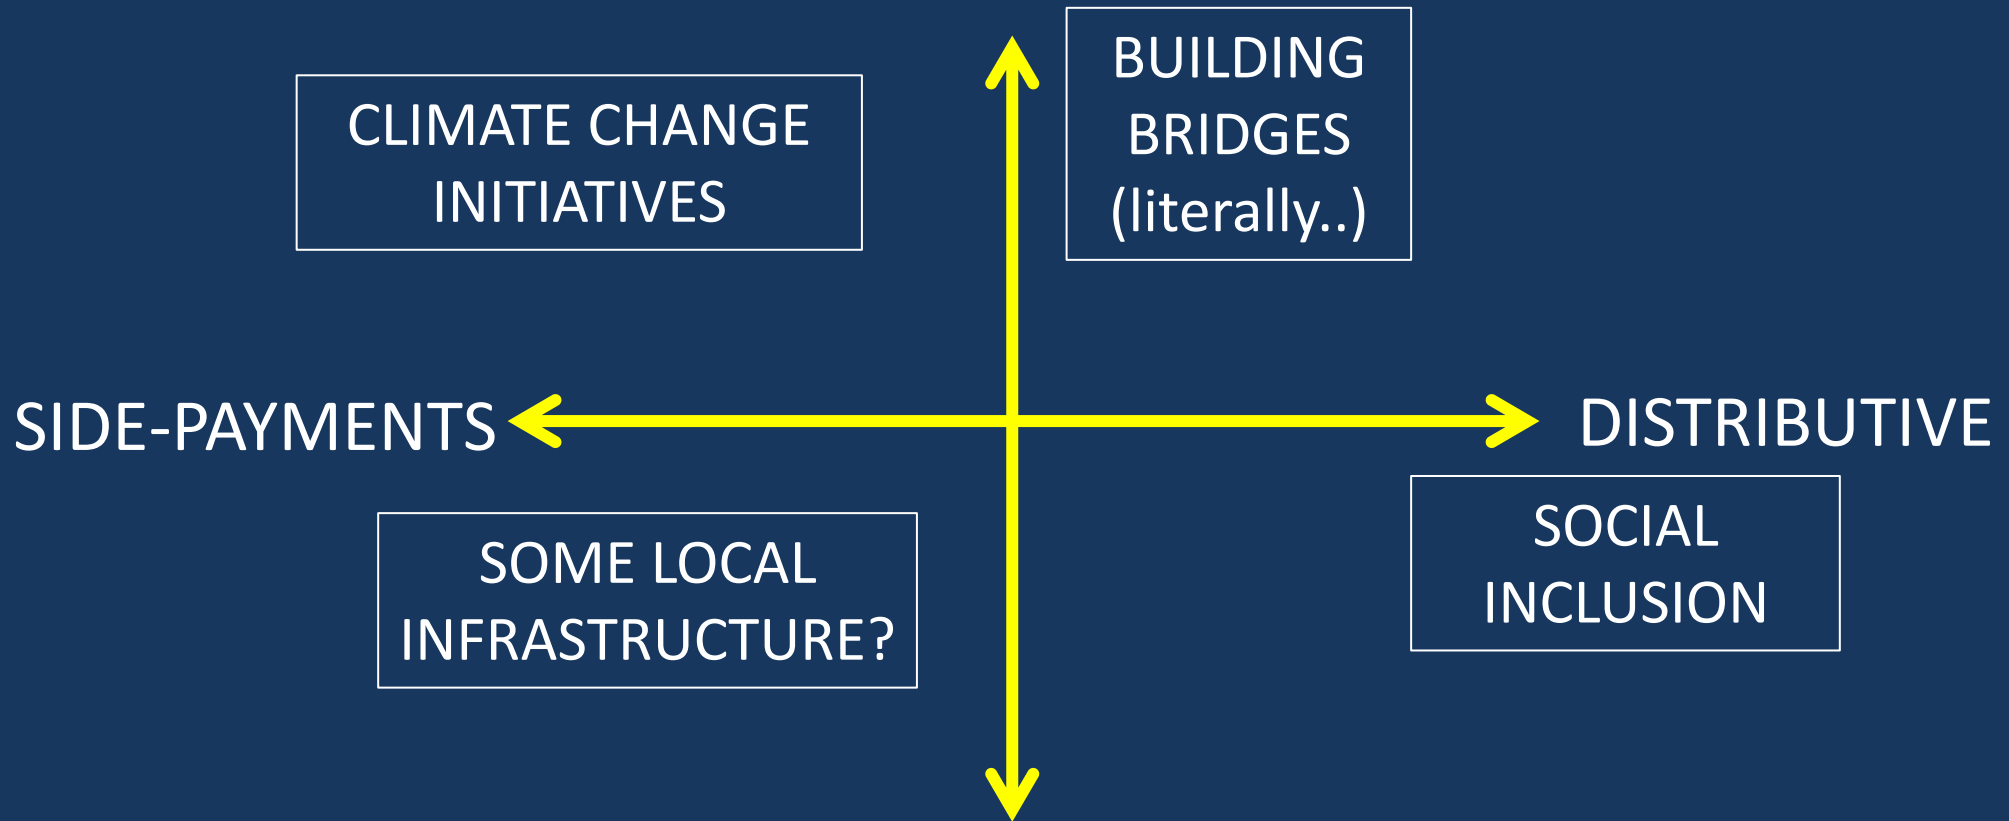 BUILDING
BRIDGES
(literally..)
CLIMATE CHANGE
INITIATIVES
SIDE-PAYMENTS
DISTRIBUTIVE
SOME LOCAL
INFRASTRUCTURE?
SOCIAL
INCLUSION